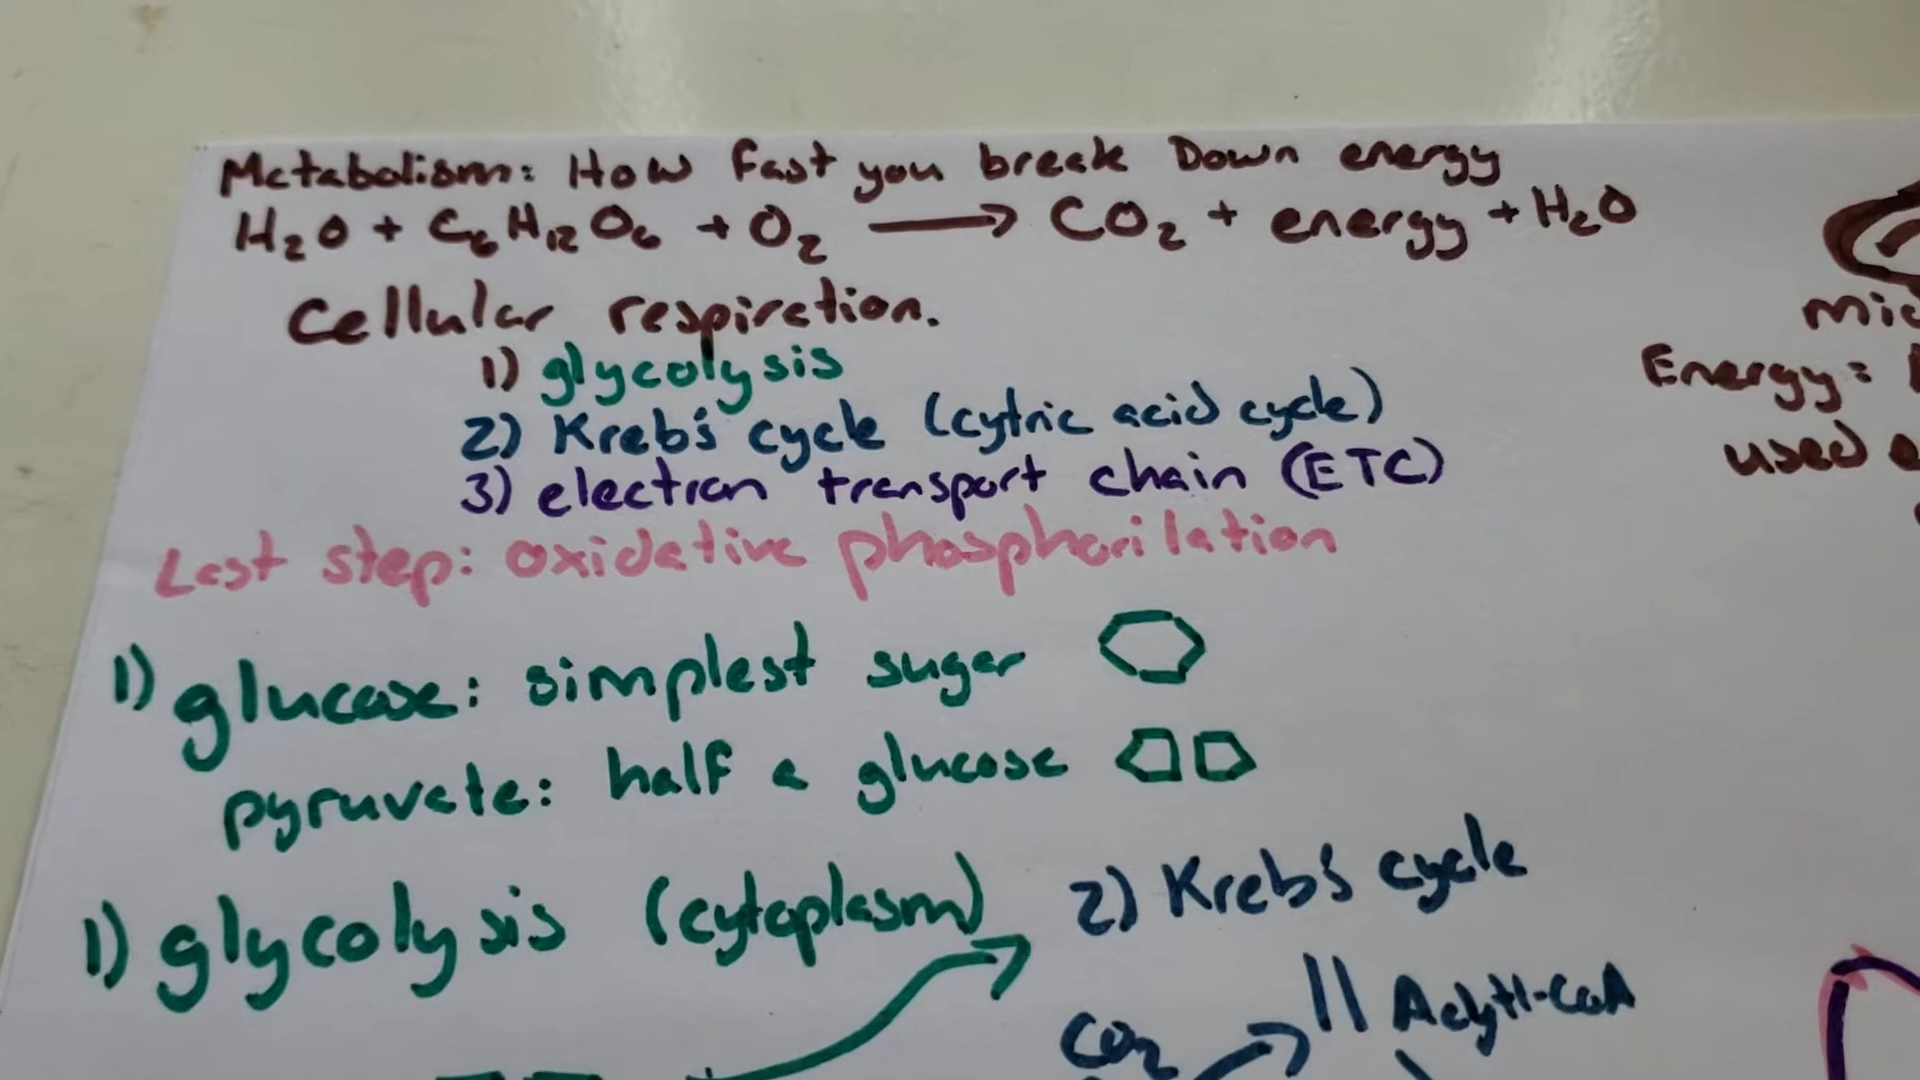 Metabolism: How fast you break Down energy
H₂O + C₆H₁₂O₆ + O₂ → CO₂ + energy + H₂O
Cellular respiration.
1) glycolysis
2) Kreb's cycle (cytric acid cycle)
3) electron transport chain (ETC)
Last step: oxidative phosphorilation
1) glucose: simplest sugar
pyruvate: half a glucose
1) glycolysis (cytoplasm)
2) Kreb's cycle
CO₂
Energy =
used